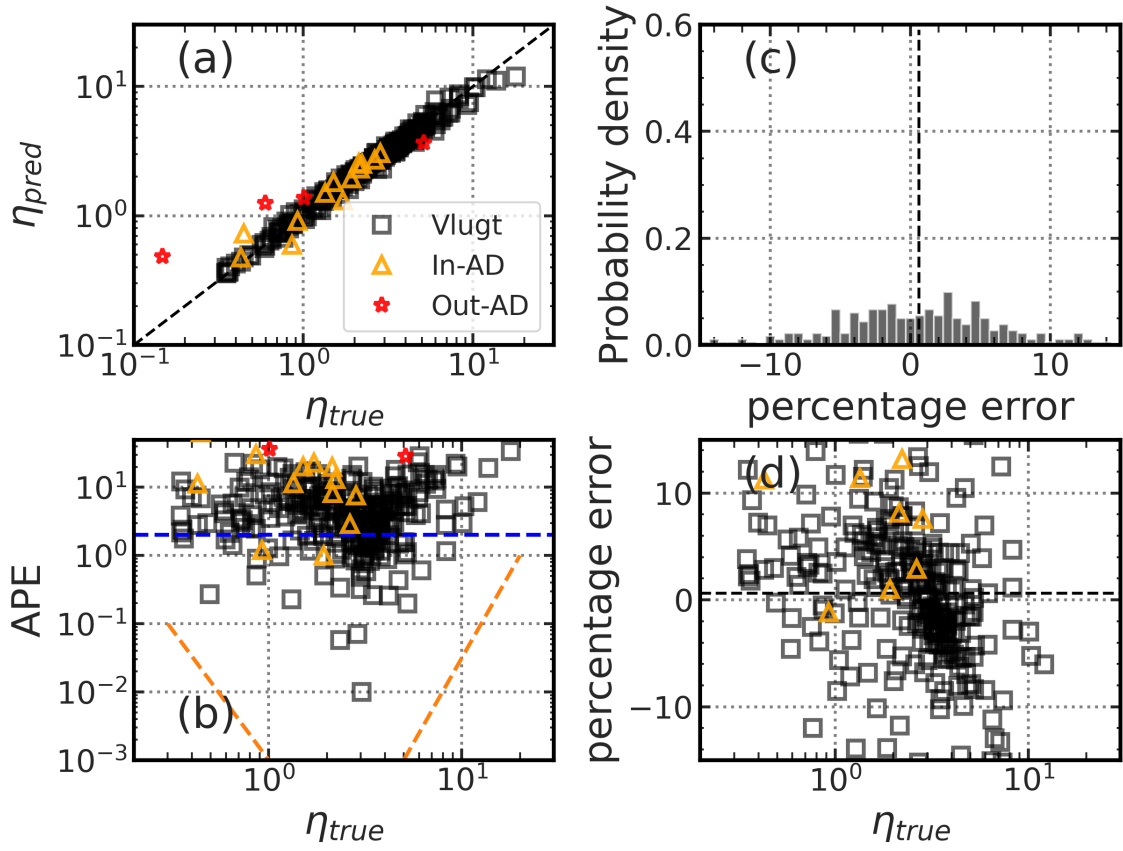 (a)
η_pred
10^1
10^0
10^−1
10^−1
10^0
10^1
η_true
Vlugt
In-AD
Out-AD
(c)
Probability density
0.6
0.4
0.2
0.0
−10
0
10
percentage error
(b)
APE
10^1
10^0
10^−1
10^−2
10^−3
10^0
10^1
η_true
(d)
percentage error
10
0
−10
10^0
10^1
η_true